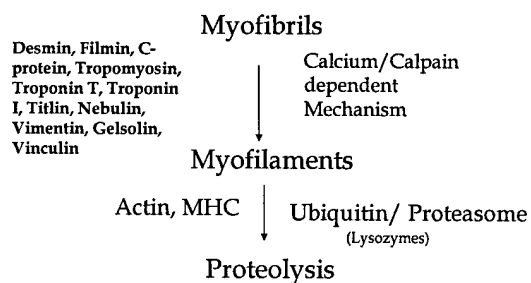 Myofibrils
Desmin, Filmin, C-
protein, Tropomyosin,
Troponin T, Troponin
I, Titlin, Nebulin,
Vimentin, Gelsolin,
Vinculin
Calcium/Calpain
dependent
Mechanism
Myofilaments
Actin, MHC
Ubiquitin/ Proteasome
(Lysozymes)
Proteolysis